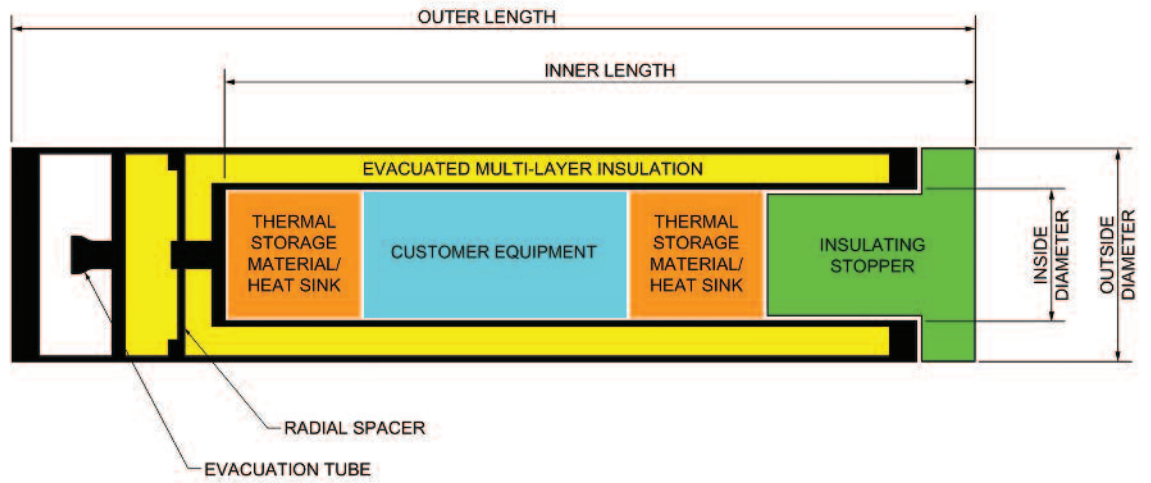 OUTER LENGTH
INNER LENGTH
EVACUATED MULTI-LAYER INSULATION
THERMAL
STORAGE
MATERIAL/
HEAT SINK
CUSTOMER EQUIPMENT
THERMAL
STORAGE
MATERIAL/
HEAT SINK
INSULATING
STOPPER
INSIDE
DIAMETER
OUTSIDE
DIAMETER
RADIAL SPACER
EVACUATION TUBE